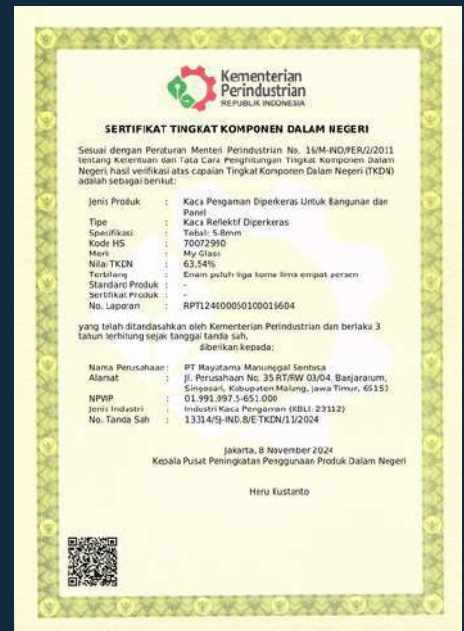 Kementerian
Perindustrian
REPUBLIK INDONESIA
SERTIFIKAT TINGKAT KOMPONEN DALAM NEGERI
Sesuai dengan Peraturan Menteri Perindustrian No. 16/M-IND/PER/2/2011
tentang Ketentuan dan Tata Cara Penghitungan Tingkat Komponen Dalam
Negeri, hasil verifikasi atas capaian Tingkat Komponen Dalam Negeri (TKDN)
adalah sebagai berikut:
Jenis Produk : Kaca Pengaman Diperkeras Untuk Bangunan dan
Panel
Tipe : Kaca Reflektif Diperkeras
Spesifikasi : Tebal: 5-8mm
Kode HS : 70072990
Merk : My Glass
Nilai TKDN : 63,54%
Terbilang : Enam puluh tiga koma lima empat persen
Standard Produk : -
Sertifikat Produk : -
No. Laporan : RPT124000050100016604
yang telah ditandasahkan oleh Kementerian Perindustrian dan berlaku 3
tahun terhitung sejak tanggal tanda sah,
diberikan kepada:
Nama Perusahaan : PT Mayatama Manunggal Sentosa
Alamat : Jl. Perusahaan No. 35 RT/RW 03/04, Banjararum,
Singosari, Kabupaten Malang, Jawa Timur, 65153
NPWP : 01.991.097.5-651.000
Jenis Industri : Industri Kaca Pengaman (KBLI: 23112)
No. Tanda Sah : 13314/SJ-IND.8/E-TKDN/11/2024
Jakarta, 8 November 2024
Kepala Pusat Peningkatan Penggunaan Produk Dalam Negeri
Heru Kustanto